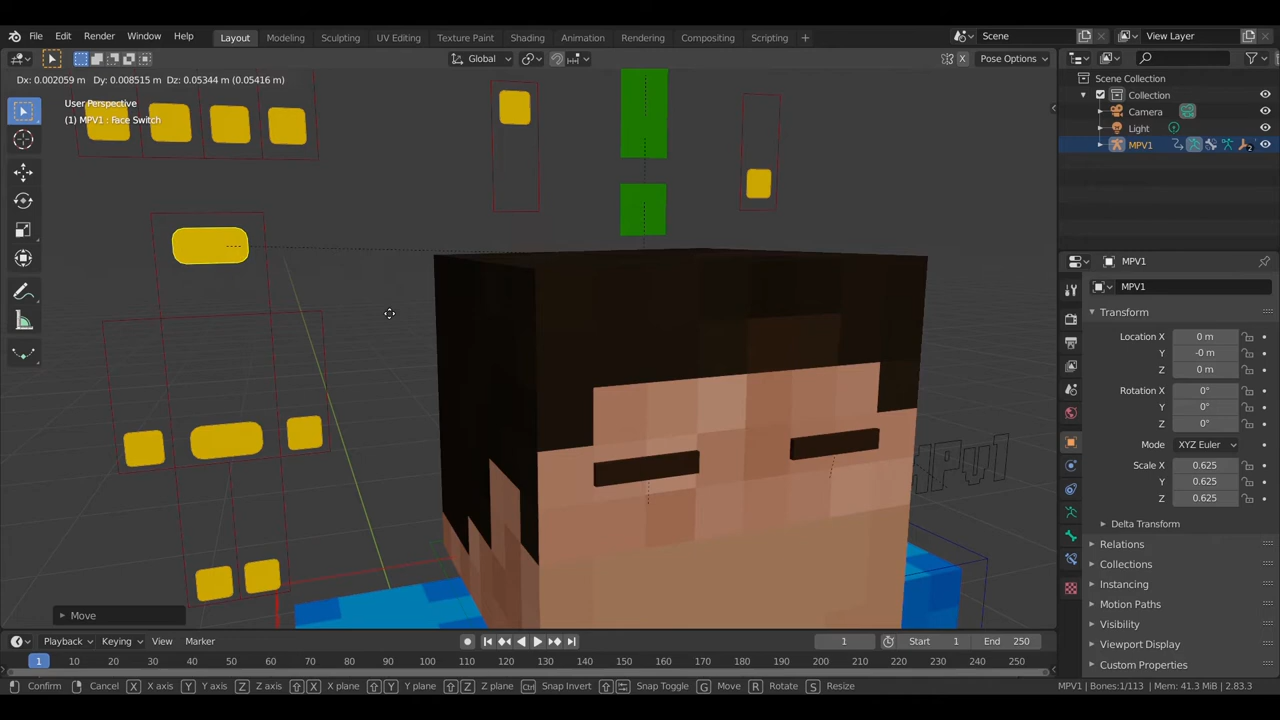 File Edit Render Window Help
Layout Modeling Sculpting UV Editing Texture Paint Shading Animation Rendering Compositing Scripting +
Scene
View Layer
Global
X
Pose Options
Dx: 0.002059 m Dy: 0.008515 m Dz: 0.05344 m (0.05416 m)
User Perspective
(1) MPV1 : Face Switch
Scene Collection
Collection
Camera
Light
MPV1
2
MPV1
MPV1
Transform
Location X 0 m
Y -0 m
Z 0 m
Rotation X 0°
Y 0°
Z 0°
Mode XYZ Euler
Scale X 0.625
Y 0.625
Z 0.625
Delta Transform
Relations
Collections
Instancing
Motion Paths
Visibility
Viewport Display
Custom Properties
Move
Playback Keying View Marker
1 Start 1 End 250
1 10 20 30 40 50 60 70 80 90 100 110 120 130 140 150 160 170 180 190 200 210 220 230 240 250
Confirm Cancel X X axis Y Y axis Z Z axis X X plane Y Y plane Z Z plane Ctrl Snap Invert Snap Toggle G Move R Rotate S Resize
MPV1 | Bones:1/113 | Mem: 41.3 MiB | 2.83.3